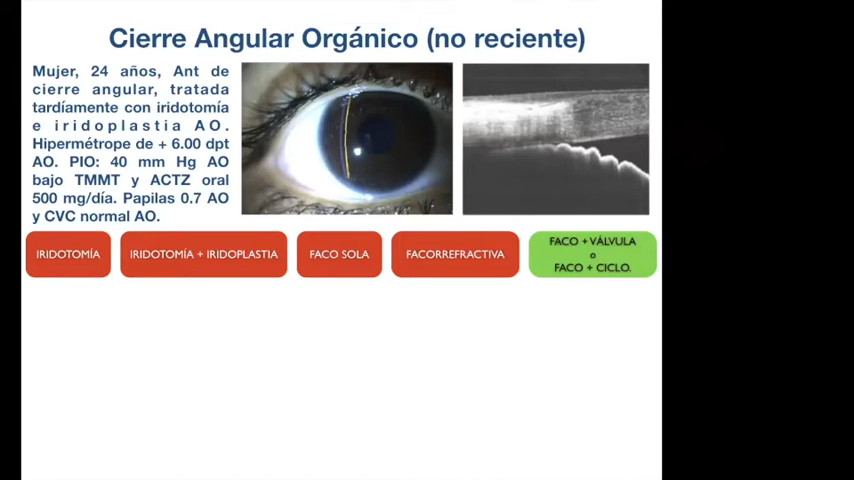 Cierre Angular Orgánico (no reciente)
Mujer, 24 años, Ant de
cierre angular, tratada
tardíamente con iridotomía
e iridoplastia AO.
Hipermétrope de + 6.00 dpt
AO. PIO: 40 mm Hg AO
bajo TMMT y ACTZ oral
500 mg/día. Papilas 0.7 AO
y CVC normal AO.
IRIDOTOMÍA
IRIDOTOMÍA + IRIDOPLASTIA
FACO SOLA
FACORREFRACTIVA
FACO + VÁLVULA
o
FACO + CICLO.